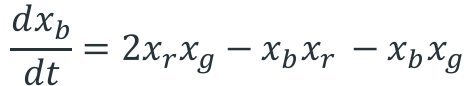 dx_b/dt = 2x_r x_g − x_b x_r − x_b x_g